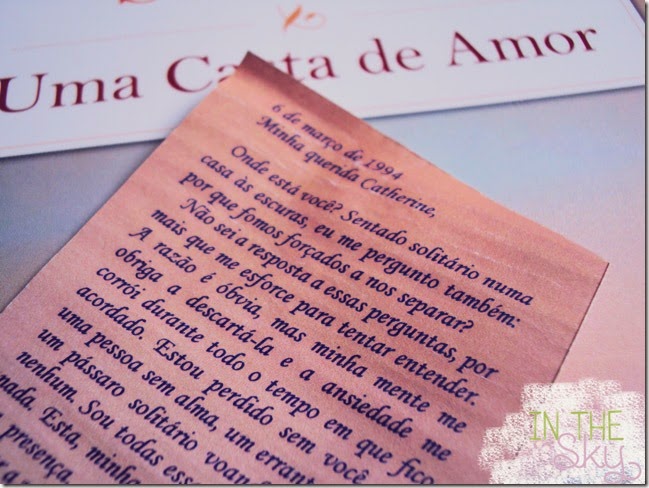 Uma Carta de Amor
6 de março de 1994
Minha querida Catherine,
Onde está você? Sentado solitário numa
casa às escuras, eu me pergunto também:
por que fomos forçados a nos separar?
Não sei a resposta a essas perguntas, por
mais que me esforce para tentar entender.
A razão é óbvia, mas minha mente me
obriga a descartá-la e a ansiedade me
corrói durante todo o tempo em que fico
acordado. Estou perdido sem você
uma pessoa sem alma, um errant
um pássaro solitário voan
nenhum. Sou todas ess
nada. Esta, minha
presença.
IN THE
Sky